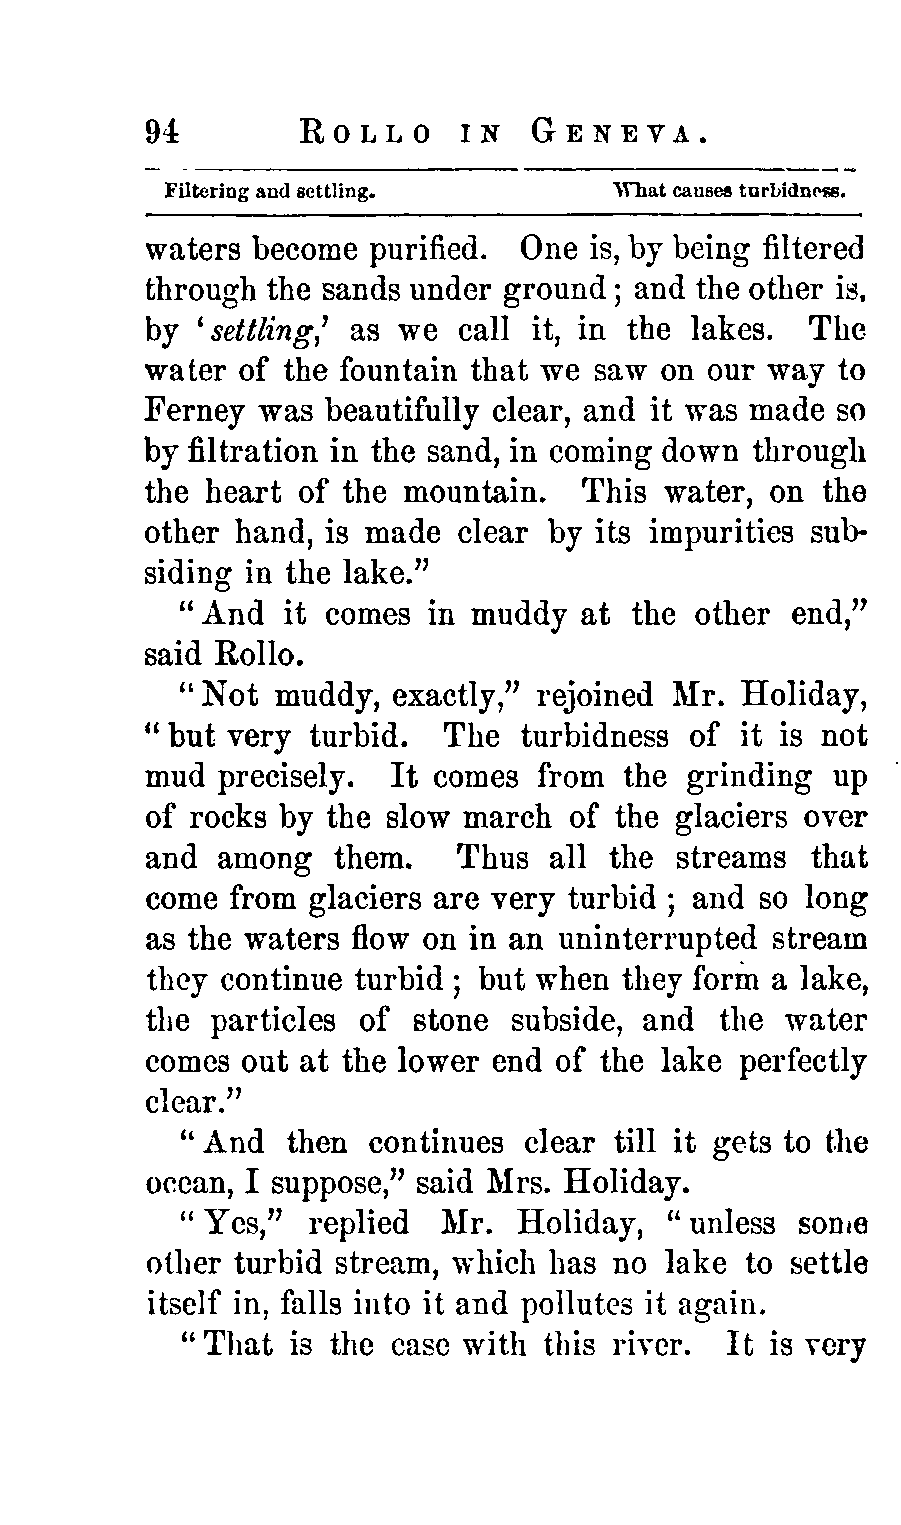 94 ROLLO IN GENEVA.
Filtering and settling. What causes turbidness.
waters become purified. One is, by being filtered
through the sands under ground; and the other is,
by ‘settling,’ as we call it, in the lakes. The
water of the fountain that we saw on our way to
Ferney was beautifully clear, and it was made so
by filtration in the sand, in coming down through
the heart of the mountain. This water, on the
other hand, is made clear by its impurities sub-
siding in the lake.”
“And it comes in muddy at the other end,”
said Rollo.
“Not muddy, exactly,” rejoined Mr. Holiday,
“but very turbid. The turbidness of it is not
mud precisely. It comes from the grinding up
of rocks by the slow march of the glaciers over
and among them. Thus all the streams that
come from glaciers are very turbid; and so long
as the waters flow on in an uninterrupted stream
they continue turbid; but when they form a lake,
the particles of stone subside, and the water
comes out at the lower end of the lake perfectly
clear.”
“And then continues clear till it gets to the
ocean, I suppose,” said Mrs. Holiday.
“Yes,” replied Mr. Holiday, “unless some
other turbid stream, which has no lake to settle
itself in, falls into it and pollutes it again.
“That is the case with this river. It is very